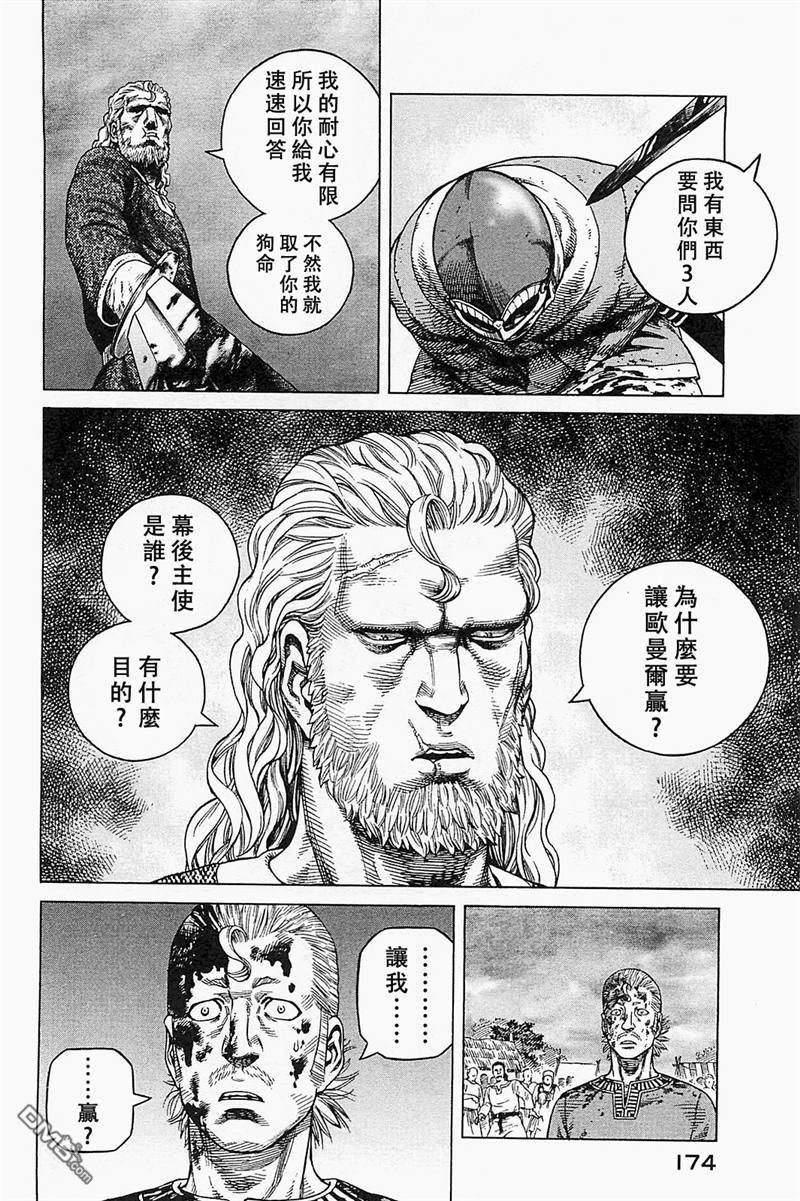 我有東西
要問你們3人
我的耐心有限
所以你給我
速速回答
不然我就
取了你的
狗命
為什麼要
讓歐曼爾贏？
幕後主使
是誰？
有什麼
目的？
………
讓我……
……贏？
174
DM5